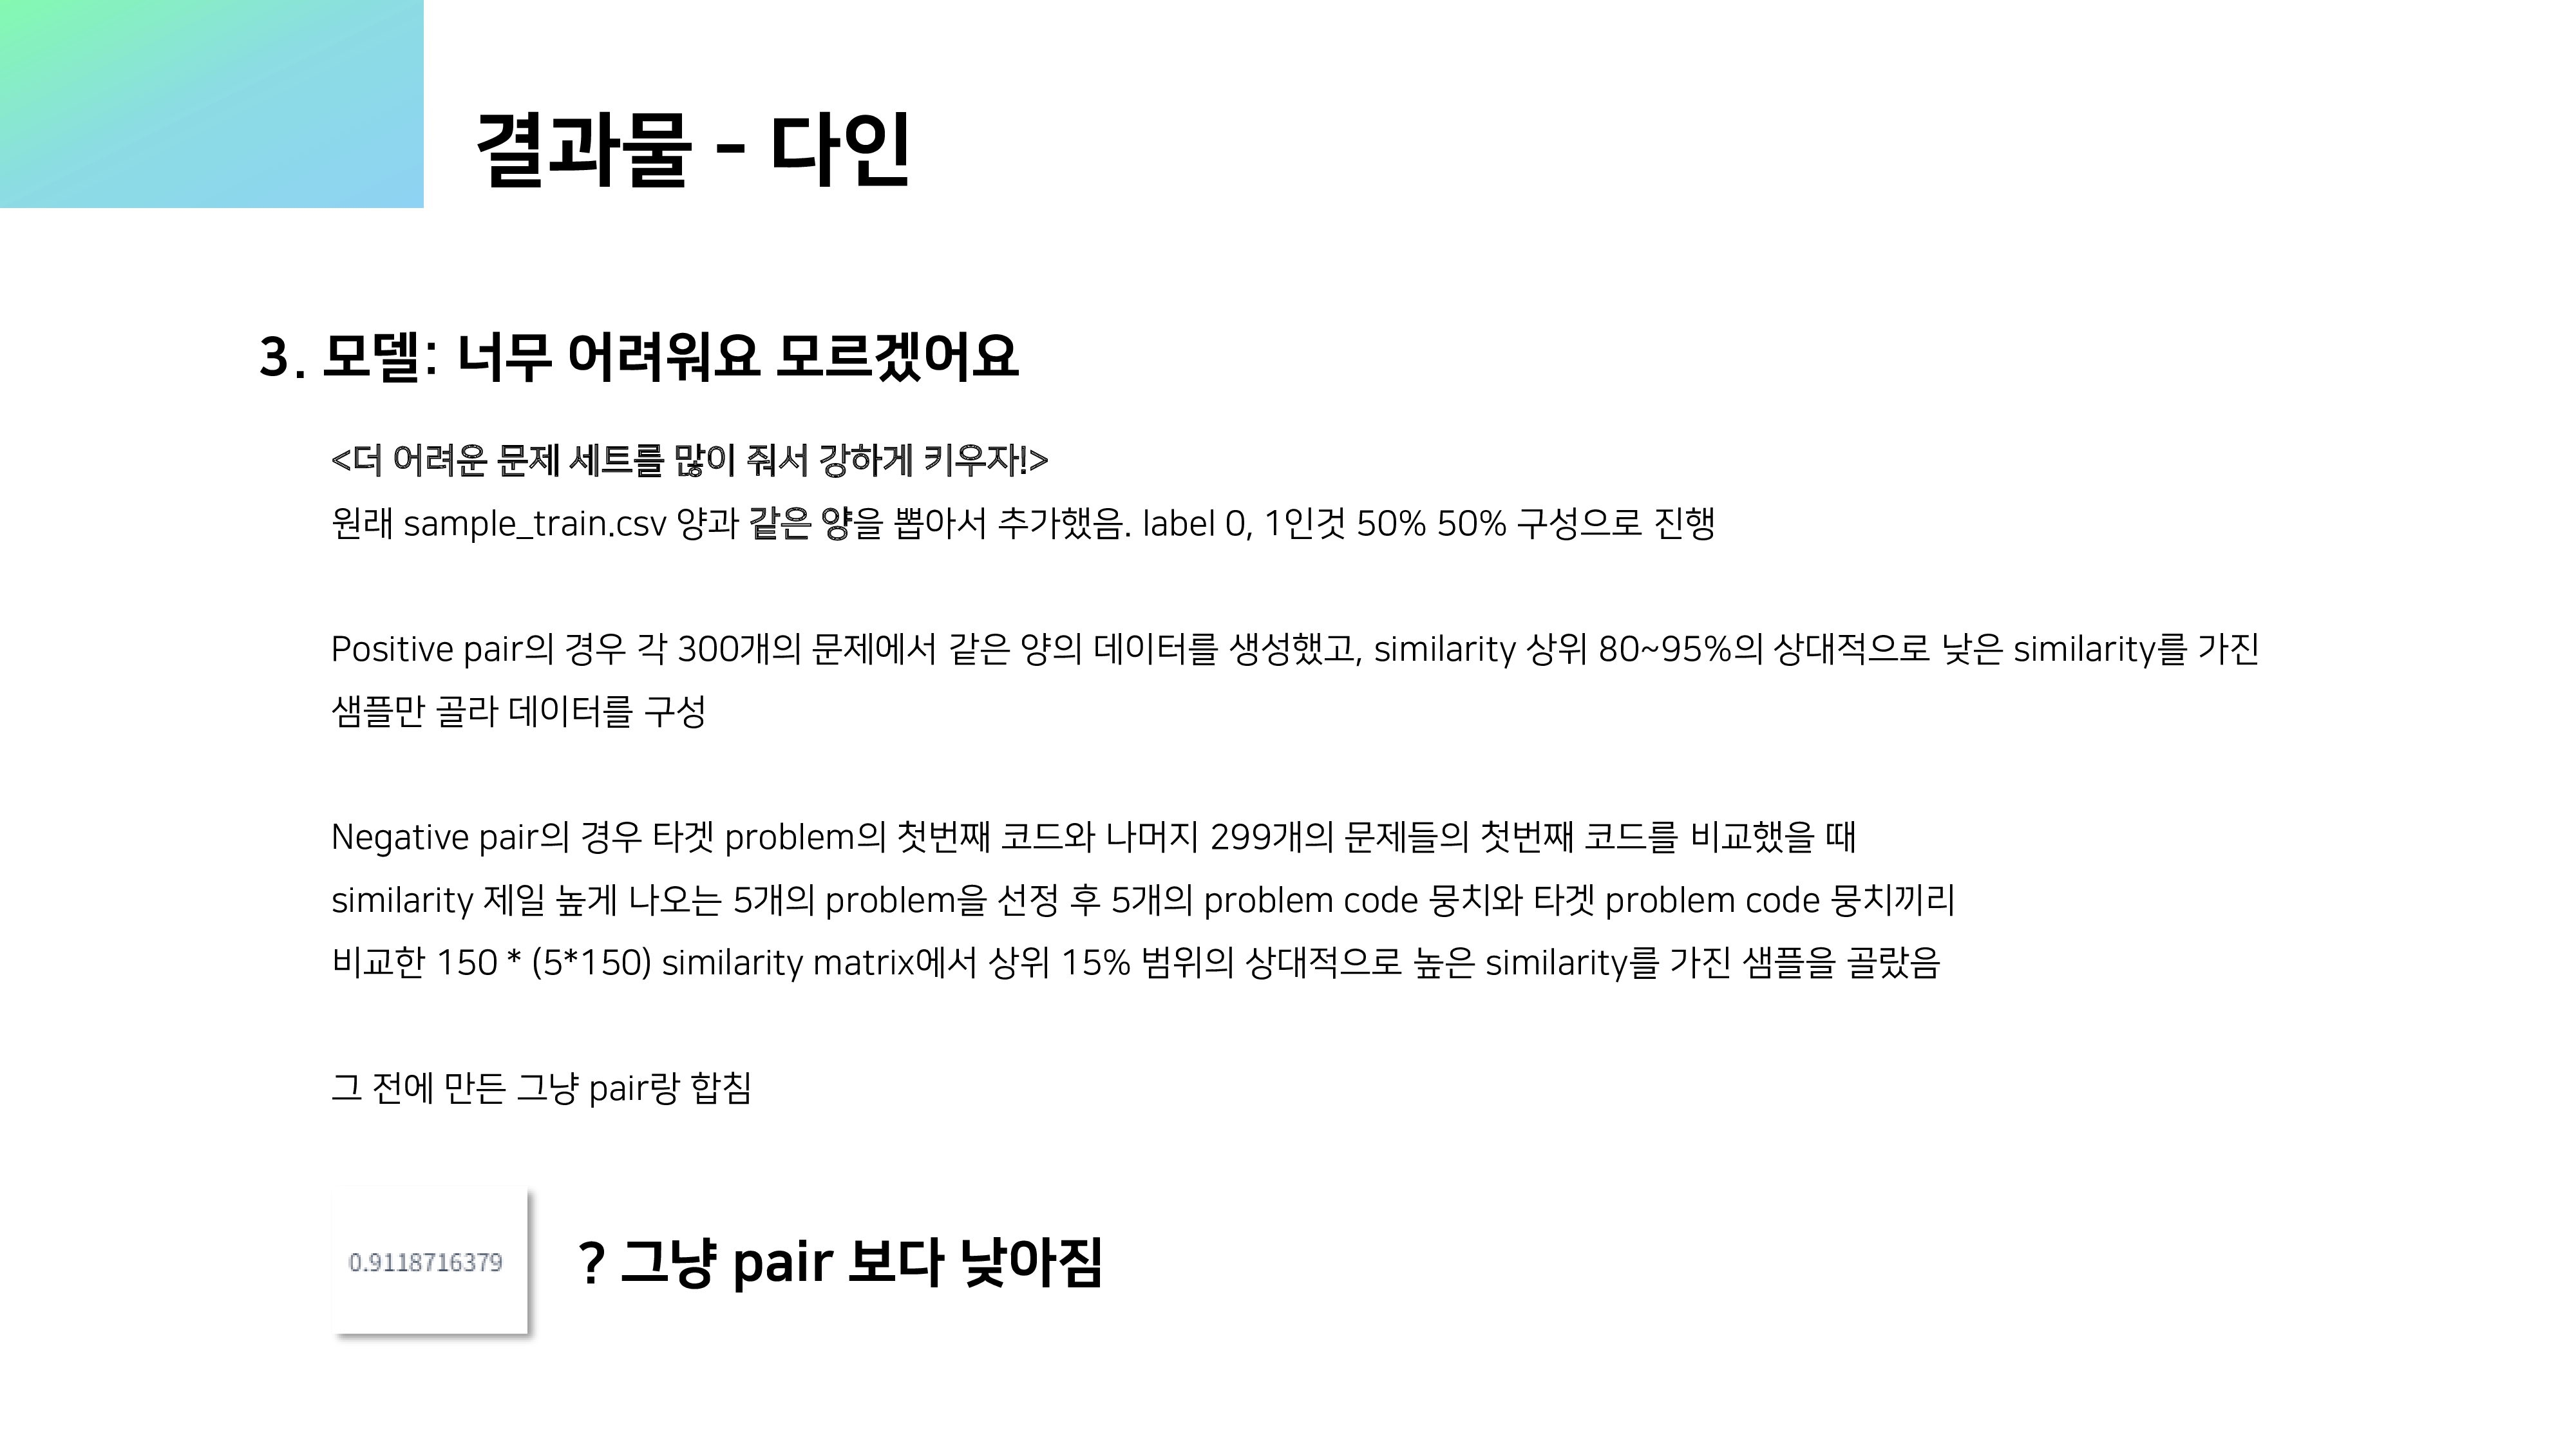 결과물 - 다인
3. 모델: 너무 어려워요 모르겠어요
<더 어려운 문제 세트를 많이 줘서 강하게 키우자!>
원래 sample_train.csv 양과 같은 양을 뽑아서 추가했음. label 0, 1인것 50% 50% 구성으로 진행
Positive pair의 경우 각 300개의 문제에서 같은 양의 데이터를 생성했고, similarity 상위 80~95%의 상대적으로 낮은 similarity를 가진
샘플만 골라 데이터를 구성
Negative pair의 경우 타겟 problem의 첫번째 코드와 나머지 299개의 문제들의 첫번째 코드를 비교했을 때
similarity 제일 높게 나오는 5개의 problem을 선정 후 5개의 problem code 뭉치와 타겟 problem code 뭉치끼리
비교한 150 * (5*150) similarity matrix에서 상위 15% 범위의 상대적으로 높은 similarity를 가진 샘플을 골랐음
그 전에 만든 그냥 pair랑 합침
0.9118716379
? 그냥 pair 보다 낮아짐